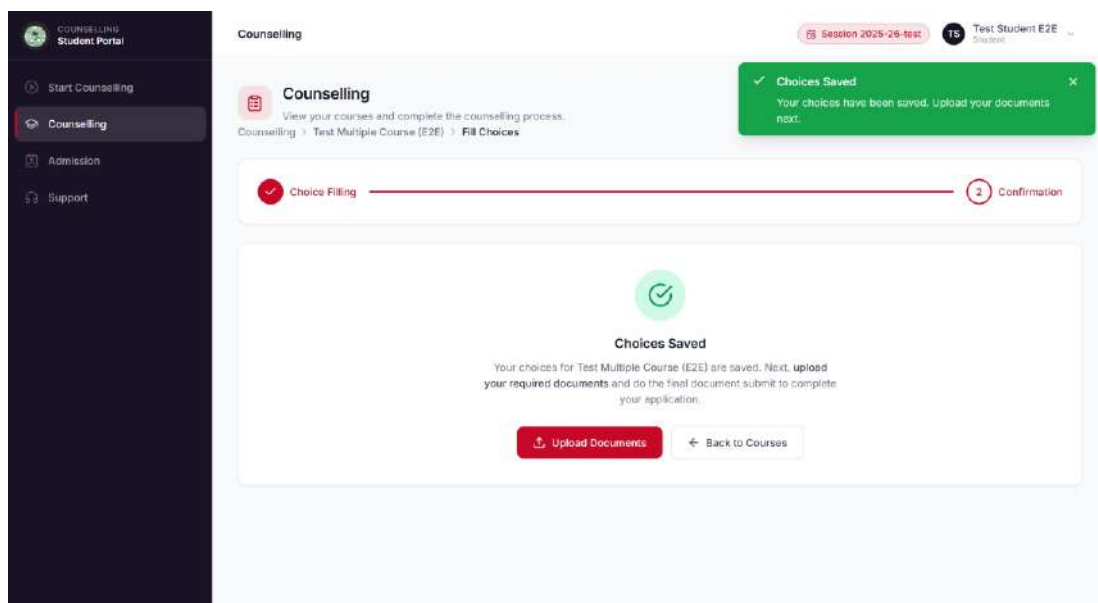 COUNSELLING
Student Portal
Start Counselling
Counselling
Admission
Support
Counselling
Session 2025-26-test
TS
Test Student E2E
Student
Counselling
View your courses and complete the counselling process.
Counselling > Test Multiple Course (E2E) > Fill Choices
Choices Saved
Your choices have been saved. Upload your documents
next.
Choice Filling
2
Confirmation
Choices Saved
Your choices for Test Multiple Course (E2E) are saved. Next, upload
your required documents and do the final document submit to complete
your application.
Upload Documents
Back to Courses